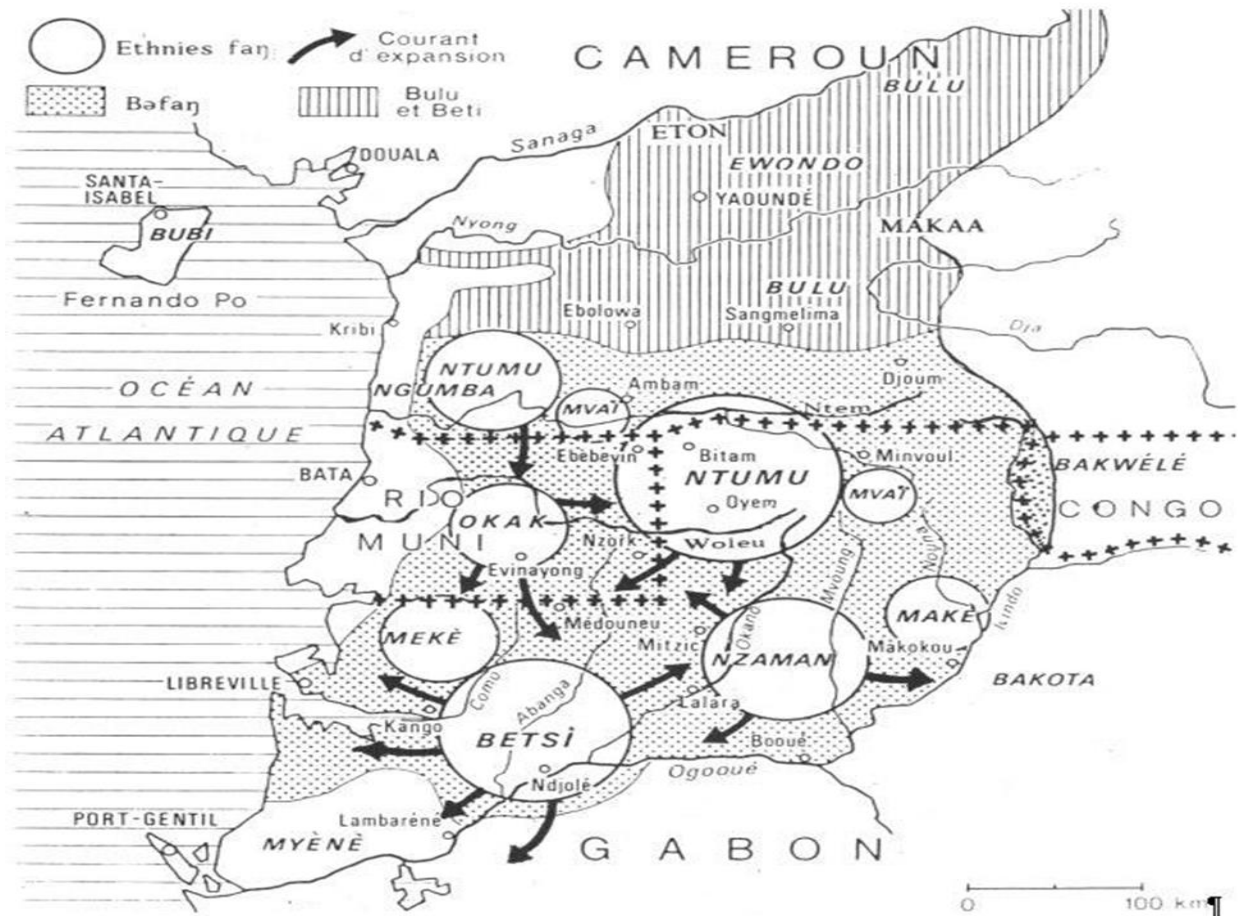 Ethnies faŋ
Courant
d'expansion
Bəfaŋ
Bulu
et Beti
CAMEROUN
BULU
Sanaga
ETON
DOUALA
EWONDO
SANTA-
ISABEL
YAOUNDÉ
BUBI
Nyong
MAKAA
Fernando Po
BULU
Ebolowa
Sangmelima
Kribi
Dja
NTUMU
Djoum
OCÉAN
NGUMBA
Ambam
MVAÏ
Ntem
ATLANTIQUE
Ebebeyin
Bitam
Minvoul
BAKWÉLÉ
BATA
NTUMU
MVAÏ
RIO
Oyem
CONGO
OKAK
MUNI
Nzork
Woleu
Nouna
Evinayong
Mvoung
MAKÈ
Ivindo
Médouneu
MEKÈ
Mitzic
Okano
NZAMAN
Makokou
LIBREVILLE
Como
BAKOTA
Abanga
Lalara
Kango
BETSÌ
Booué
Ndjolé
Ogooué
PORT-GENTIL
Lambaréné
MYÈNÈ
GABON
0 100 km¶